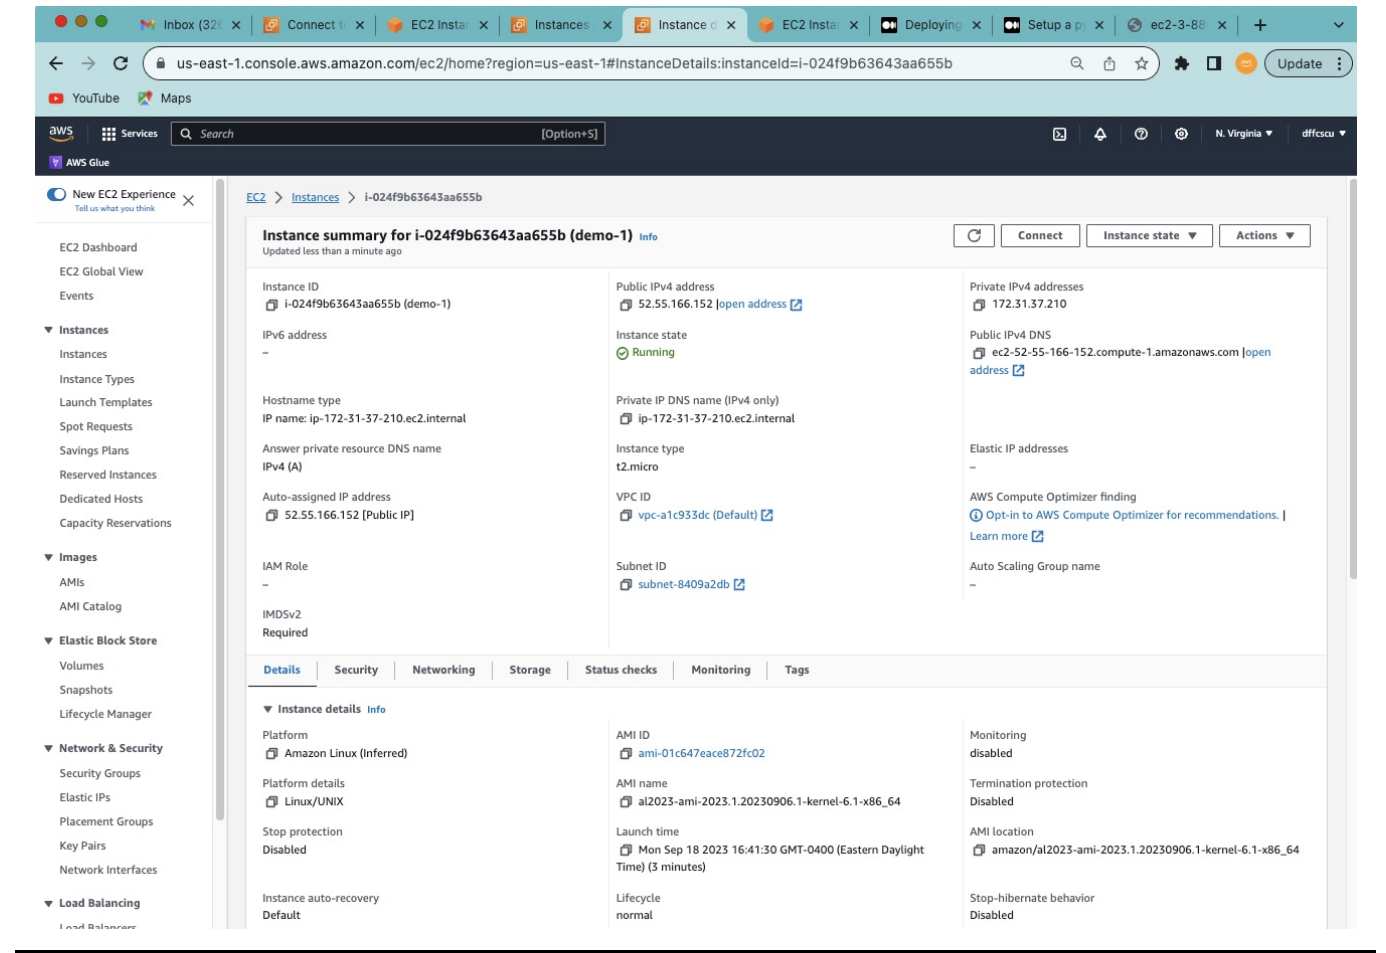 Inbox (326
Connect to
EC2 Instan
Instances
Instance d
EC2 Instan
Deploying
Setup a py
ec2-3-88
us-east-1.console.aws.amazon.com/ec2/home?region=us-east-1#InstanceDetails:instanceId=i-024f9b63643aa655b
Update
YouTube
Maps
aws
Services
Search
[Option+S]
N. Virginia
dffcscu
AWS Glue
New EC2 Experience
Tell us what you think
EC2 Dashboard
EC2 Global View
Events
Instances
Instances
Instance Types
Launch Templates
Spot Requests
Savings Plans
Reserved Instances
Dedicated Hosts
Capacity Reservations
Images
AMIs
AMI Catalog
Elastic Block Store
Volumes
Snapshots
Lifecycle Manager
Network & Security
Security Groups
Elastic IPs
Placement Groups
Key Pairs
Network Interfaces
Load Balancing
Load Balancers
EC2 > Instances > i-024f9b63643aa655b
Instance summary for i-024f9b63643aa655b (demo-1) Info
Updated less than a minute ago
Connect
Instance state
Actions
Instance ID
i-024f9b63643aa655b (demo-1)
Public IPv4 address
52.55.166.152 |open address
Private IPv4 addresses
172.31.37.210
IPv6 address
–
Instance state
Running
Public IPv4 DNS
ec2-52-55-166-152.compute-1.amazonaws.com |open
address
Hostname type
IP name: ip-172-31-37-210.ec2.internal
Private IP DNS name (IPv4 only)
ip-172-31-37-210.ec2.internal
Answer private resource DNS name
IPv4 (A)
Instance type
t2.micro
Elastic IP addresses
–
Auto-assigned IP address
52.55.166.152 [Public IP]
VPC ID
vpc-a1c933dc (Default)
AWS Compute Optimizer finding
Opt-in to AWS Compute Optimizer for recommendations. |
Learn more
IAM Role
–
Subnet ID
subnet-8409a2db
Auto Scaling Group name
–
IMDSv2
Required
Details
Security
Networking
Storage
Status checks
Monitoring
Tags
Instance details Info
Platform
Amazon Linux (Inferred)
AMI ID
ami-01c647eace872fc02
Monitoring
disabled
Platform details
Linux/UNIX
AMI name
al2023-ami-2023.1.20230906.1-kernel-6.1-x86_64
Termination protection
Disabled
Stop protection
Disabled
Launch time
Mon Sep 18 2023 16:41:30 GMT-0400 (Eastern Daylight
Time) (3 minutes)
AMI location
amazon/al2023-ami-2023.1.20230906.1-kernel-6.1-x86_64
Instance auto-recovery
Default
Lifecycle
normal
Stop-hibernate behavior
Disabled